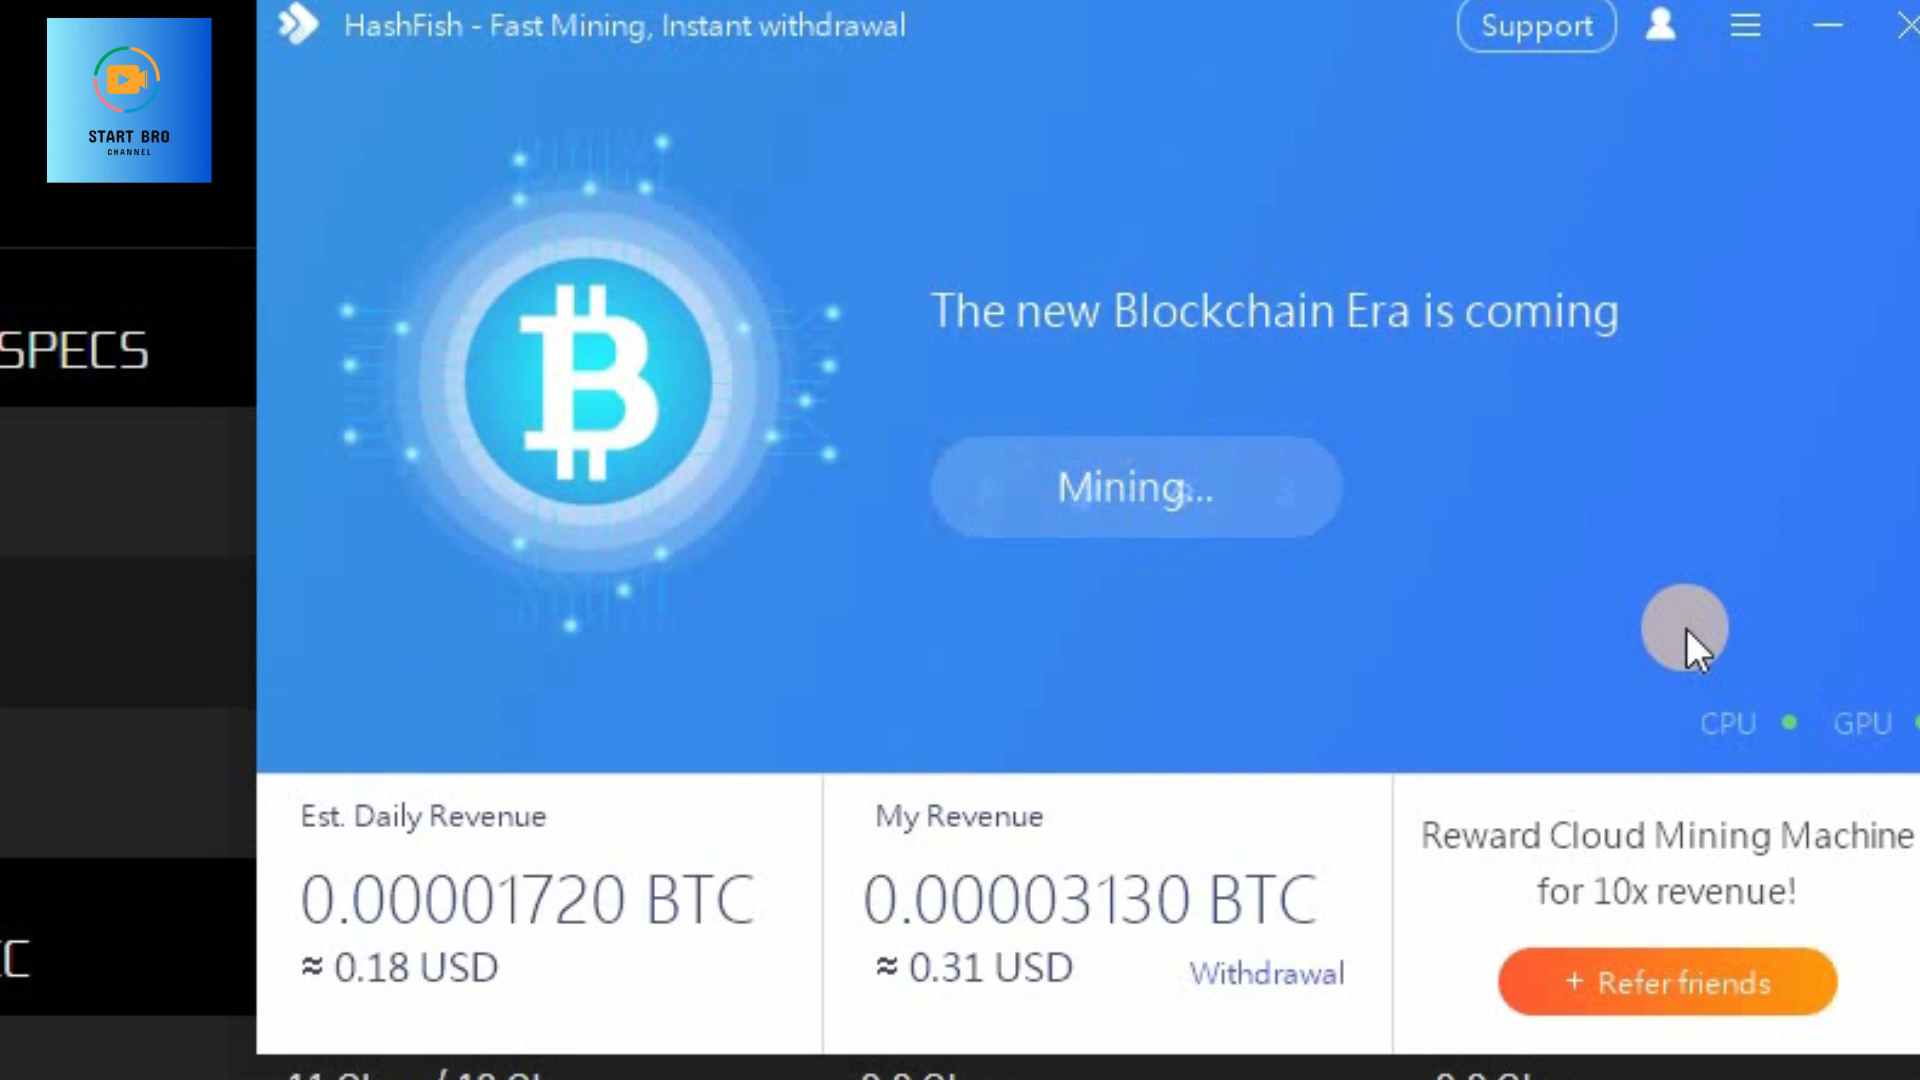 HashFish - Fast Mining, Instant withdrawal
Support
START BRO
CHANNEL
SPECS
The new Blockchain Era is coming
Mining...
CPU
GPU
Est. Daily Revenue
0.00001720 BTC
≈ 0.18 USD
My Revenue
0.00003130 BTC
≈ 0.31 USD
Withdrawal
Reward Cloud Mining Machine
for 10x revenue!
+ Refer friends